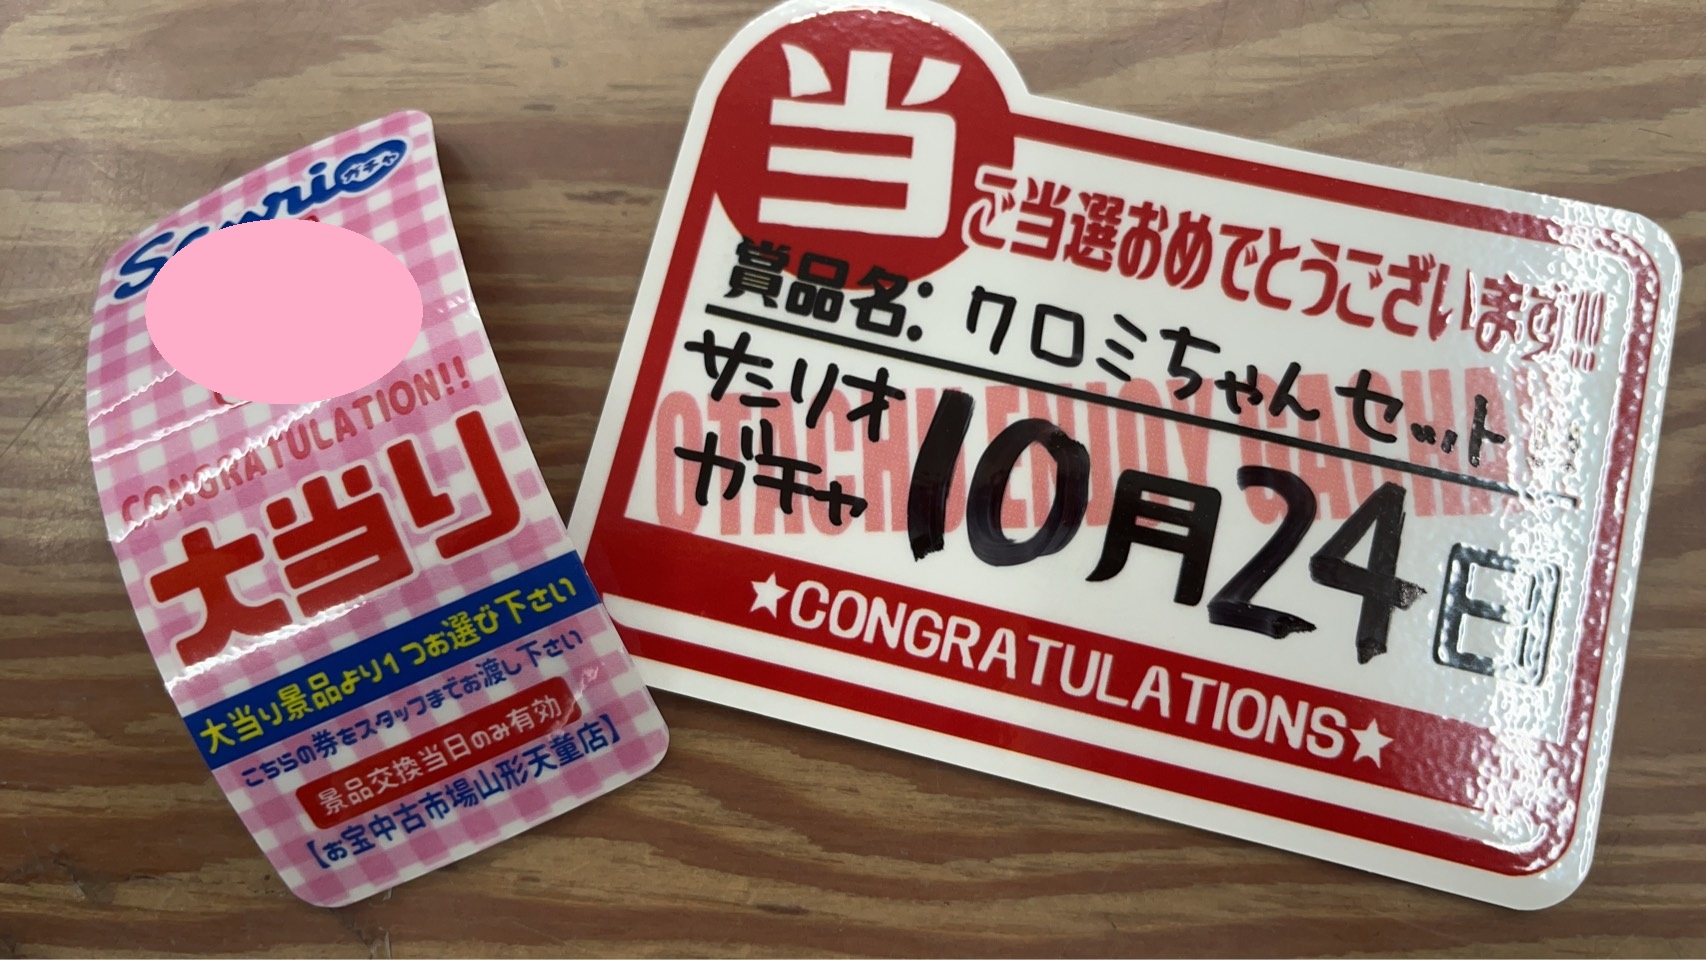 Sanrio
ガチャ
CONGRATULATION!!
大当り
大当り景品より1つお選び下さい
こちらの券をスタッフまでお渡し下さい
景品交換当日のみ有効
【お宝中古市場山形天童店】
当
ご当選おめでとうございます!!!
賞品名:クロミちゃんセット
サンリオ
ガチャ
10月24日
OTACHU ENJOY GACHA
★CONGRATULATIONS★